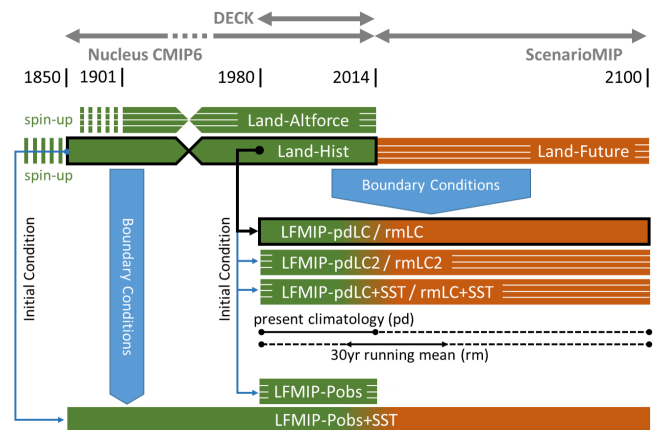 DECK
Nucleus CMIP6
ScenarioMIP
1850
1901
1980
2014
2100
spin-up
Land-Altforce
Land-Hist
Land-Future
spin-up
Boundary Conditions
Initial Condition
Boundary Conditions
Initial Condition
LFMIP-pdLC / rmLC
LFMIP-pdLC2 / rmLC2
LFMIP-pdLC+SST / rmLC+SST
present climatology (pd)
30yr running mean (rm)
LFMIP-Pobs
LFMIP-Pobs+SST